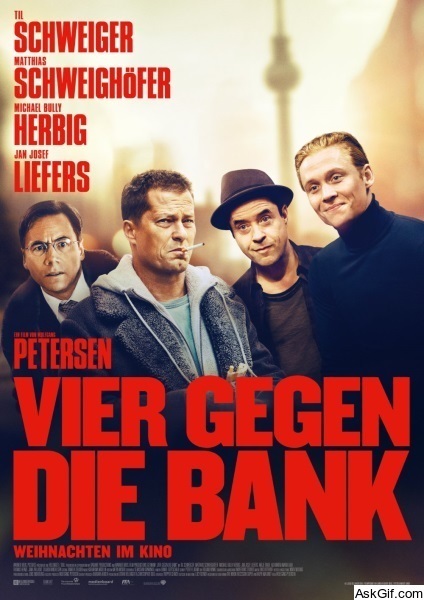 TIL
SCHWEIGER
MATTHIAS
SCHWEIGHÖFER
MICHAEL BULLY
HERBIG
JAN JOSEF
LIEFERS
EIN FILM VON WOLFGANG
PETERSEN
VIER GEGEN
DIE BANK
WEIHNACHTEN IM KINO
AskGif.com